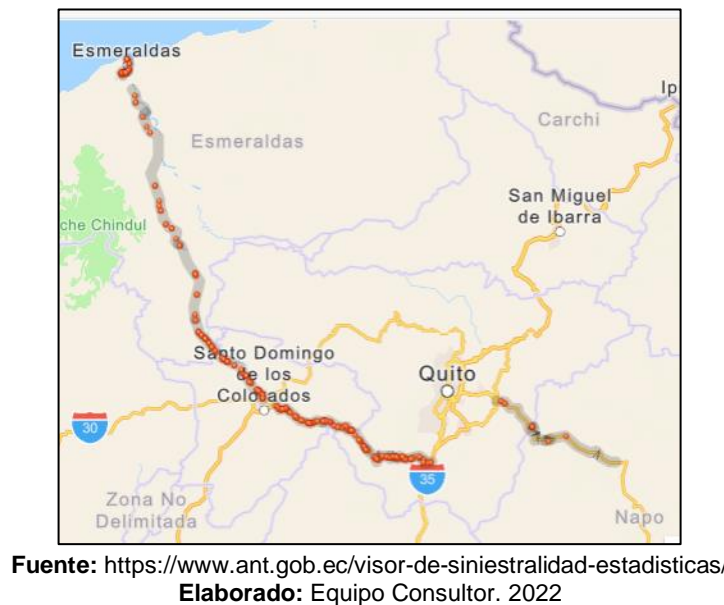 Esmeraldas
Ip
Carchi
Esmeraldas
San Miguel
de Ibarra
che Chindul
Santo Domingo
de los
Colorados
Quito
30
35
Zona No
Delimitada
Napo
Fuente: https://www.ant.gob.ec/visor-de-siniestralidad-estadisticas/
Elaborado: Equipo Consultor. 2022